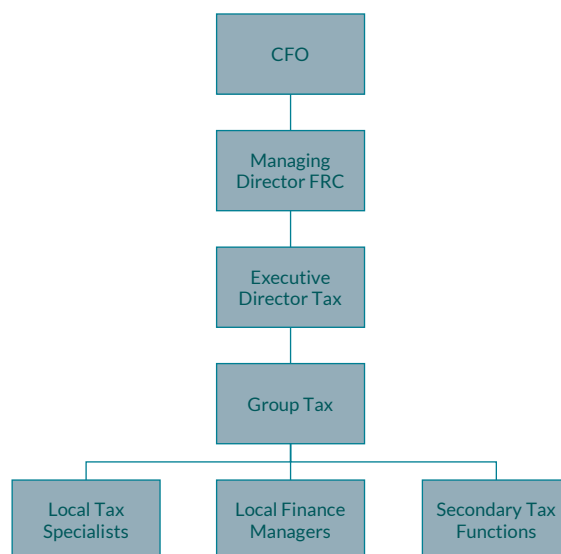 CFO
Managing
Director FRC
Executive
Director Tax
Group Tax
Local Tax
Specialists
Local Finance
Managers
Secondary Tax
Functions